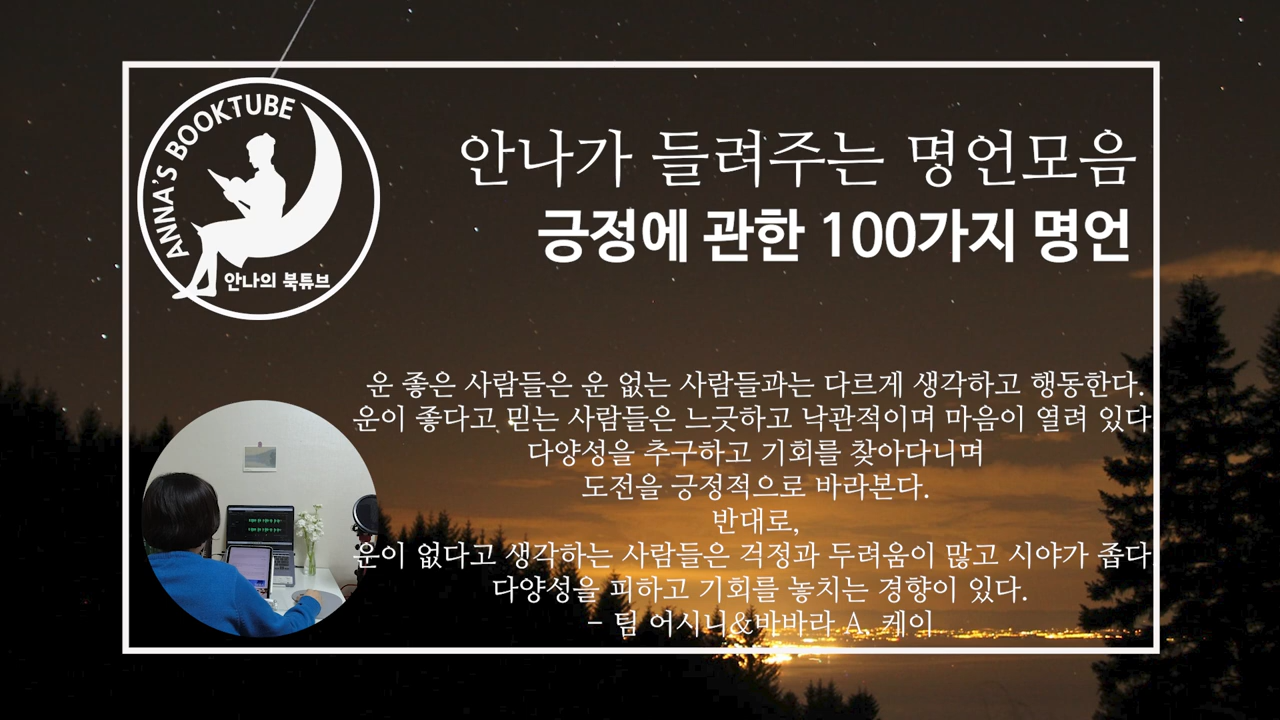 ANNA'S BOOKTUBE
안나의 북튜브
안나가 들려주는 명언모음
긍정에 관한 100가지 명언
운 좋은 사람들은 운 없는 사람들과는 다르게 생각하고 행동한다.
운이 좋다고 믿는 사람들은 느긋하고 낙관적이며 마음이 열려 있다
다양성을 추구하고 기회를 찾아다니며
도전을 긍정적으로 바라본다.
반대로,
운이 없다고 생각하는 사람들은 걱정과 두려움이 많고 시야가 좁다
다양성을 피하고 기회를 놓치는 경향이 있다.
- 팀 어시니&바바라 A. 케이